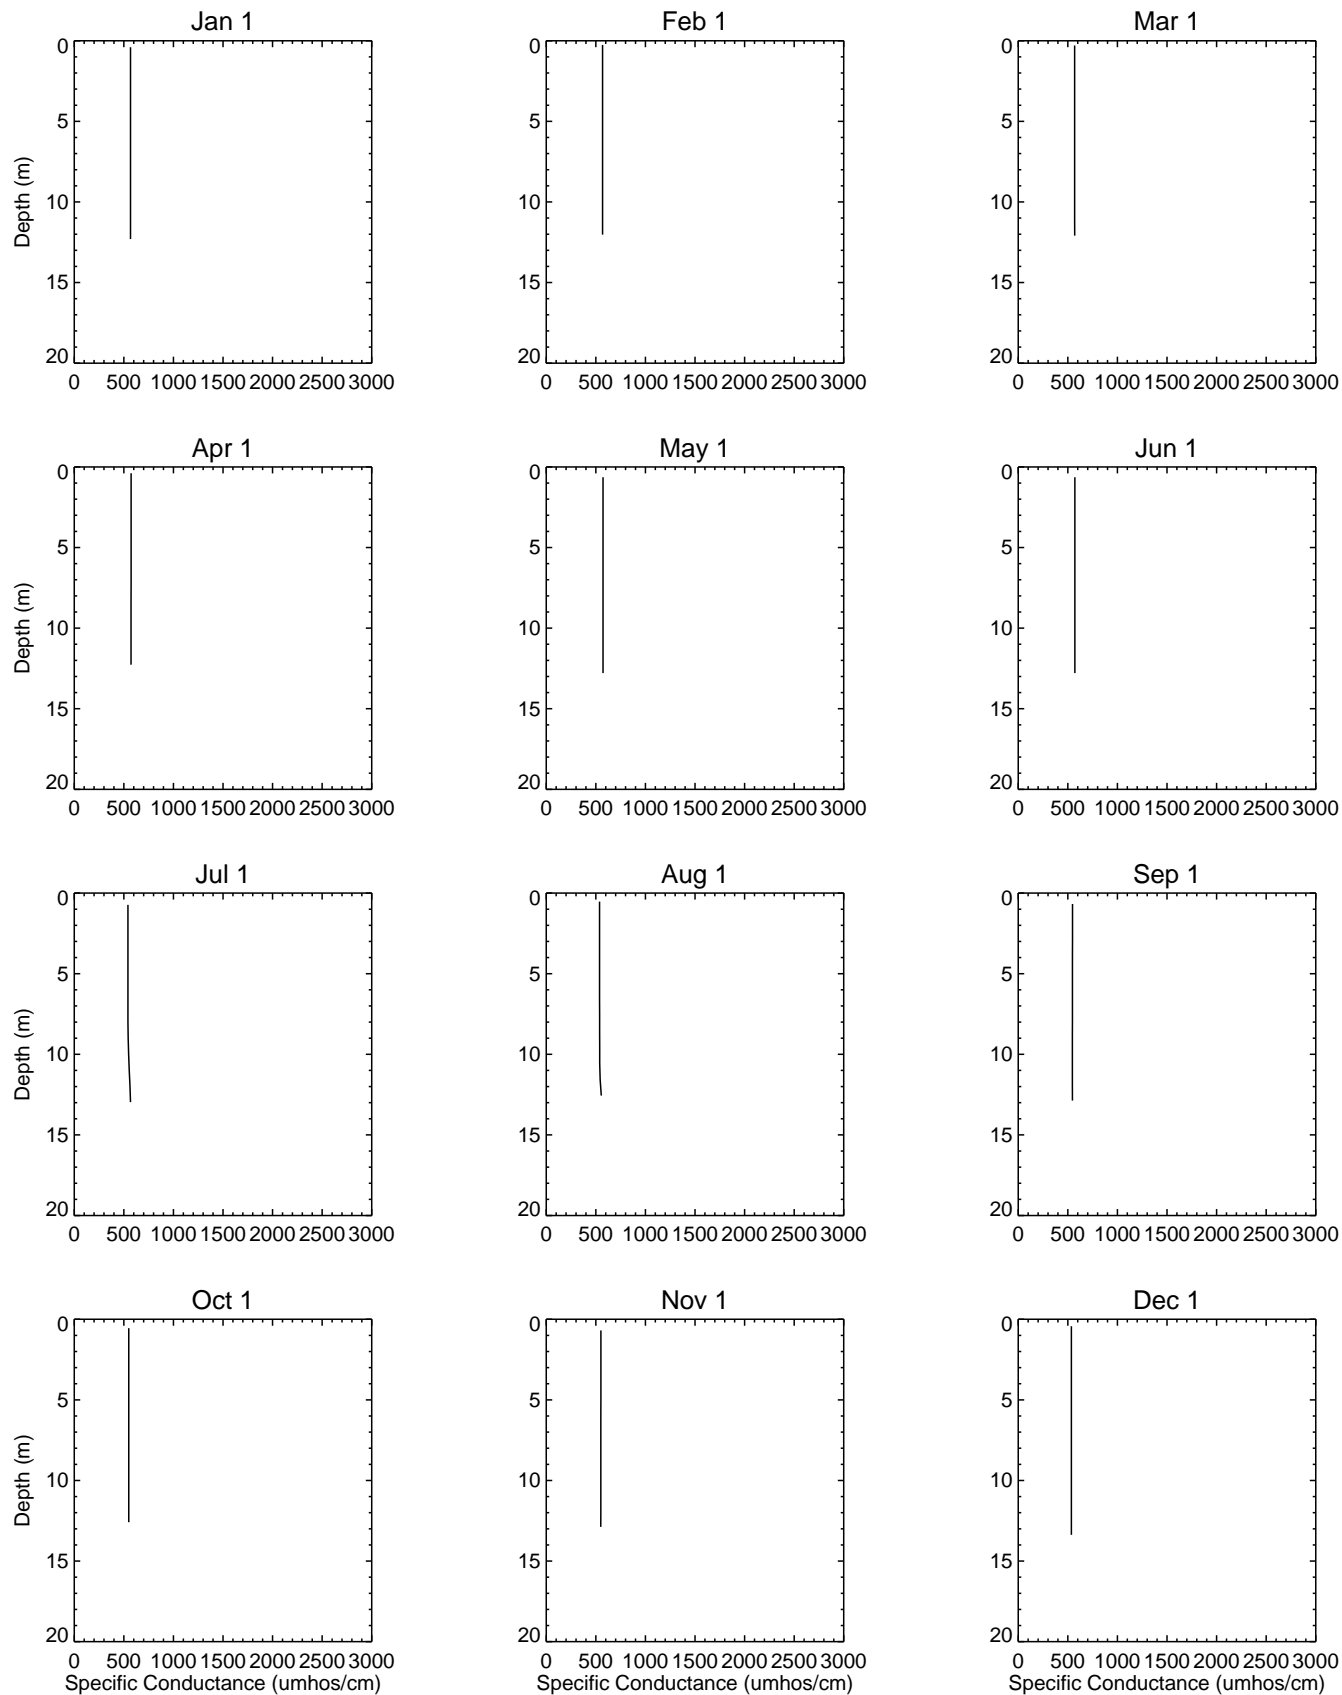 Jan 1 Feb 1 Mar 1
0 0 0
5 5 5
Depth (m)
10 10 10
15 15 15
20 20 20
0 500 1000 1500 2000 2500 3000 0 500 1000 1500 2000 2500 3000 0 500 1000 1500 2000 2500 3000
Apr 1 May 1 Jun 1
0 0 0
5 5 5
Depth (m)
10 10 10
15 15 15
20 20 20
0 500 1000 1500 2000 2500 3000 0 500 1000 1500 2000 2500 3000 0 500 1000 1500 2000 2500 3000
Jul 1 Aug 1 Sep 1
0 0 0
5 5 5
Depth (m)
10 10 10
15 15 15
20 20 20
0 500 1000 1500 2000 2500 3000 0 500 1000 1500 2000 2500 3000 0 500 1000 1500 2000 2500 3000
Oct 1 Nov 1 Dec 1
0 0 0
5 5 5
Depth (m)
10 10 10
15 15 15
20 20 20
0 500 1000 1500 2000 2500 3000 0 500 1000 1500 2000 2500 3000 0 500 1000 1500 2000 2500 3000
Specific Conductance (umhos/cm) Specific Conductance (umhos/cm) Specific Conductance (umhos/cm)